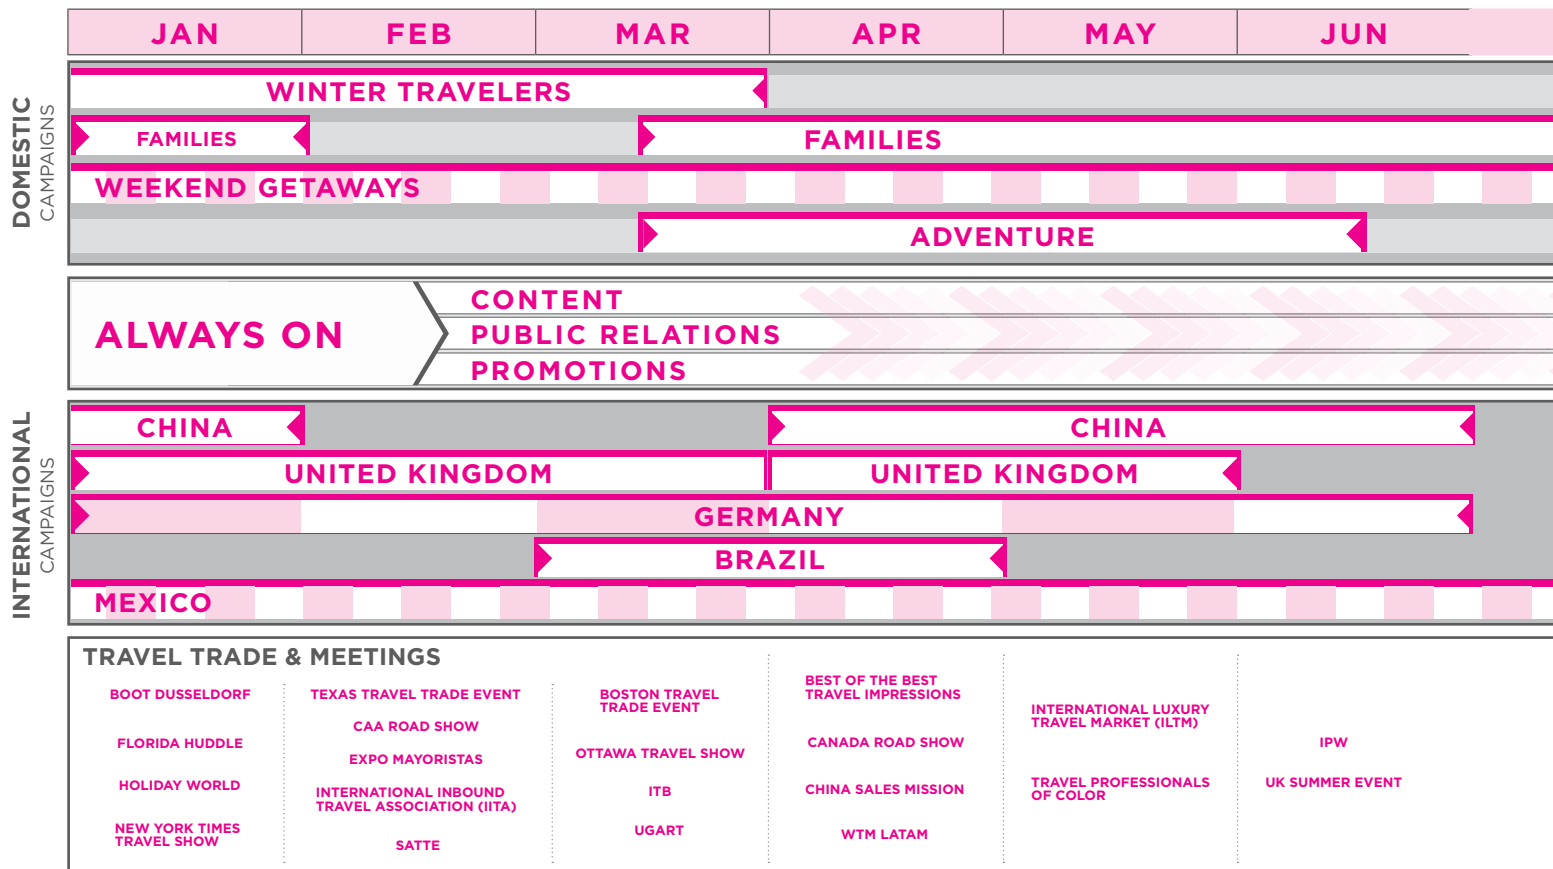 JAN FEB MAR APR MAY JUN
DOMESTIC
CAMPAIGNS
WINTER TRAVELERS
FAMILIES FAMILIES
WEEKEND GETAWAYS
ADVENTURE
ALWAYS ON
CONTENT
PUBLIC RELATIONS
PROMOTIONS
INTERNATIONAL
CAMPAIGNS
CHINA CHINA
UNITED KINGDOM UNITED KINGDOM
GERMANY
BRAZIL
MEXICO
TRAVEL TRADE & MEETINGS
BOOT DUSSELDORF
FLORIDA HUDDLE
HOLIDAY WORLD
NEW YORK TIMES
TRAVEL SHOW
TEXAS TRAVEL TRADE EVENT
CAA ROAD SHOW
EXPO MAYORISTAS
INTERNATIONAL INBOUND
TRAVEL ASSOCIATION (IITA)
SATTE
BOSTON TRAVEL
TRADE EVENT
OTTAWA TRAVEL SHOW
ITB
UGART
BEST OF THE BEST
TRAVEL IMPRESSIONS
CANADA ROAD SHOW
CHINA SALES MISSION
WTM LATAM
INTERNATIONAL LUXURY
TRAVEL MARKET (ILTM)
TRAVEL PROFESSIONALS
OF COLOR
IPW
UK SUMMER EVENT